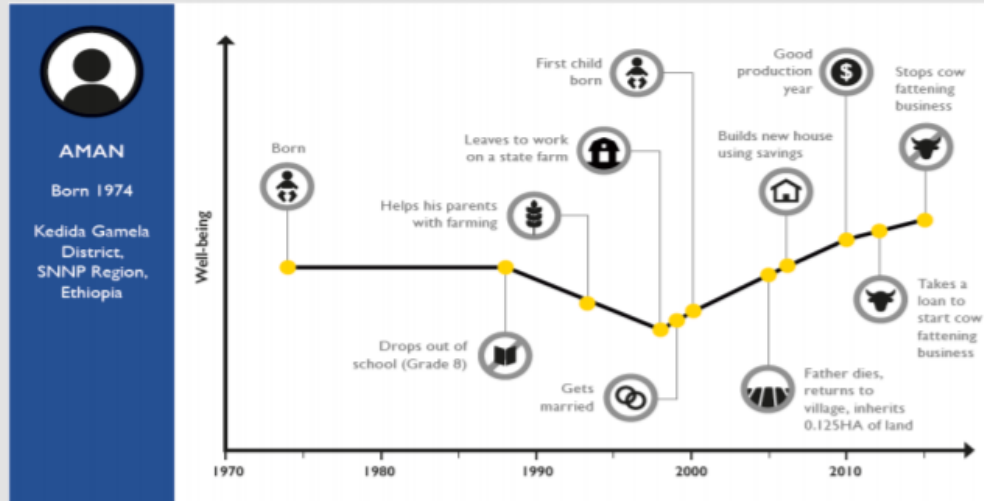 AMAN
Born 1974
Kedida Gamela
District,
SNNP Region,
Ethiopia
Well-being
Born
Drops out of
school (Grade 8)
Helps his parents
with farming
Leaves to work
on a state farm
Gets
married
First child
born
Father dies,
returns to
village, inherits
0.125HA of land
Builds new house
using savings
Good
production
year
$
Takes a
loan to
start cow
fattening
business
Stops cow
fattening
business
1970
1980
1990
2000
2010